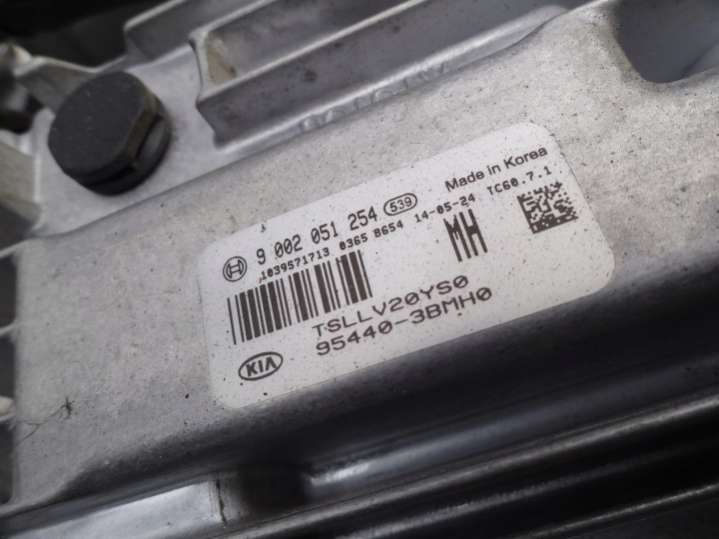 Made in Korea
9 002 051 254 539
1039571713 0365 B654 14-05-24 TC60.7.1
MH
TSLLV20YS0
95440-3BMH0
KIA